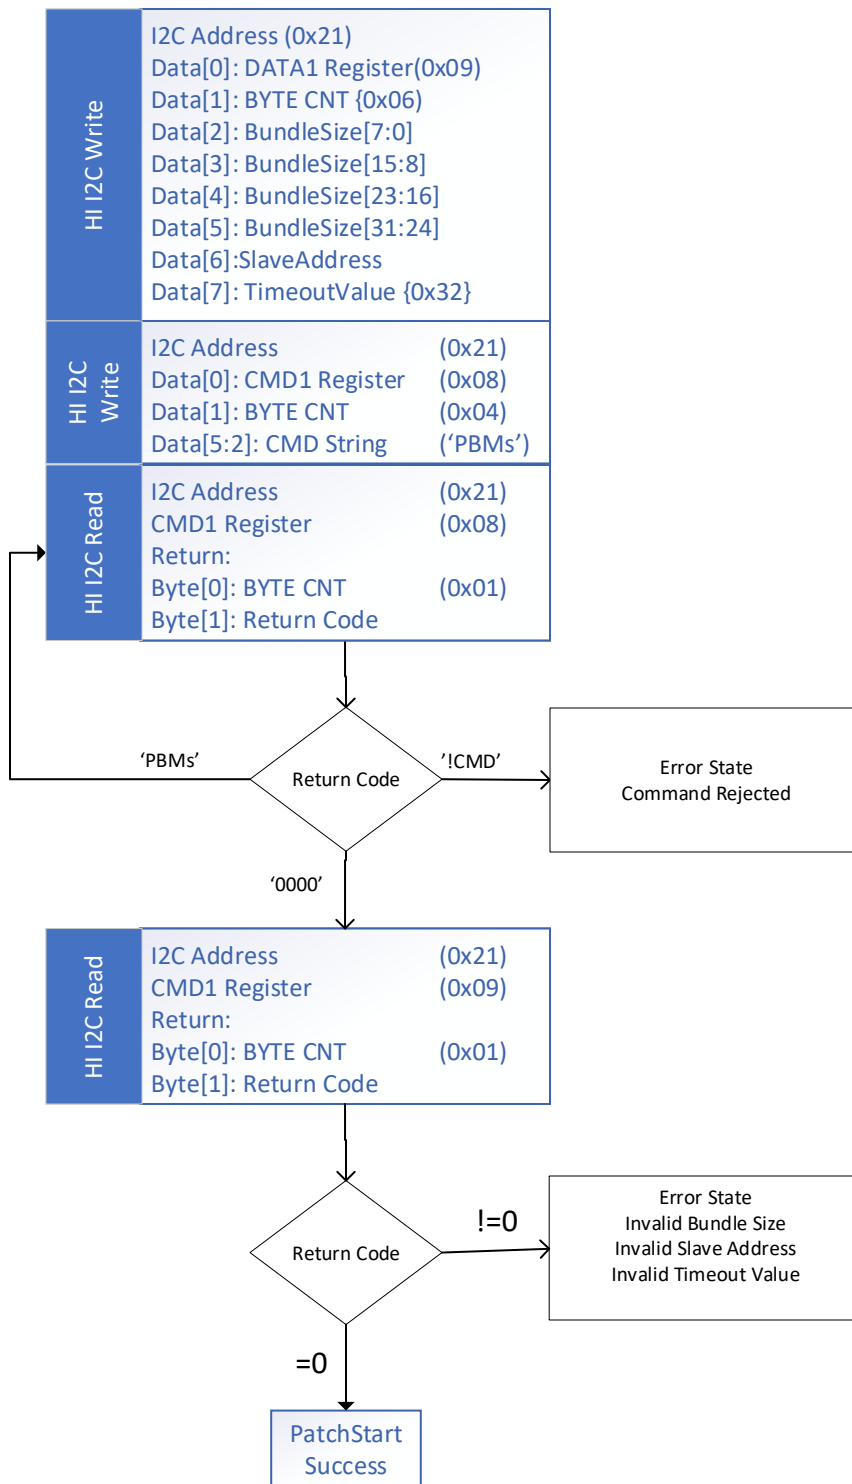 HI I2C Write
I2C Address (0x21)
Data[0]: DATA1 Register(0x09)
Data[1]: BYTE CNT {0x06)
Data[2]: BundleSize[7:0]
Data[3]: BundleSize[15:8]
Data[4]: BundleSize[23:16]
Data[5]: BundleSize[31:24]
Data[6]:SlaveAddress
Data[7]: TimeoutValue {0x32}
HI I2C
Write
I2C Address (0x21)
Data[0]: CMD1 Register (0x08)
Data[1]: BYTE CNT (0x04)
Data[5:2]: CMD String (‘PBMs’)
HI I2C Read
I2C Address (0x21)
CMD1 Register (0x08)
Return:
Byte[0]: BYTE CNT (0x01)
Byte[1]: Return Code
‘PBMs’
Return Code
’!CMD’
Error State
Command Rejected
‘0000’
HI I2C Read
I2C Address (0x21)
CMD1 Register (0x09)
Return:
Byte[0]: BYTE CNT (0x01)
Byte[1]: Return Code
Return Code
!=0
Error State
Invalid Bundle Size
Invalid Slave Address
Invalid Timeout Value
=0
PatchStart
Success